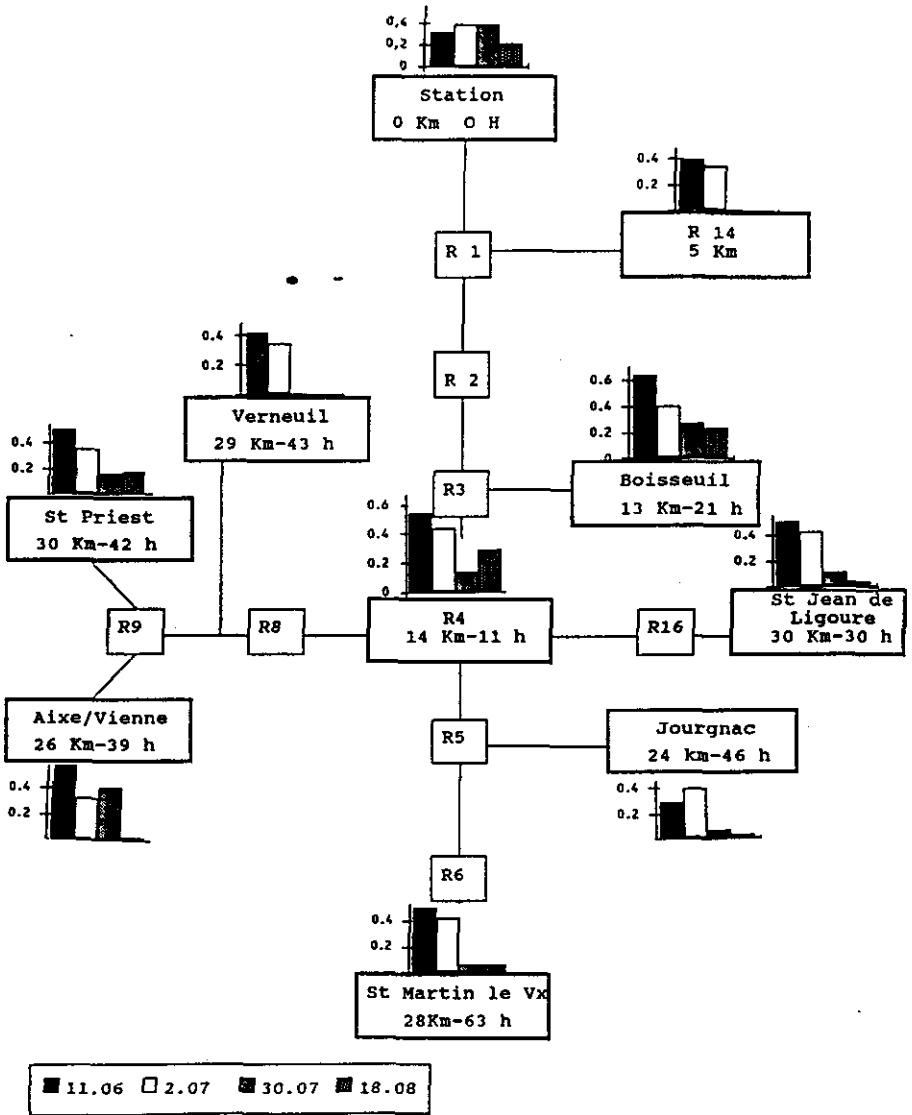 0,4
0,2
0
Station
0 Km O H
0.4
0.2
R 14
5 Km
R 1
0.4
0.2
Verneuil
29 Km-43 h
R 2
0.6
0.4
0.2
0
Boisseuil
13 Km-21 h
0.4
0.2
St Priest
30 Km-42 h
R3
0.6
0.4
0.2
0
R4
14 Km-11 h
0.4
0.2
St Jean de
Ligoure
30 Km-30 h
R9
R8
R16
Aixe/Vienne
26 Km-39 h
0.4
0.2
R5
Jourgnac
24 km-46 h
0.4
0.2
R6
0.4
0.2
St Martin le Vx
28Km-63 h
11.06 2.07 30.07 18.08